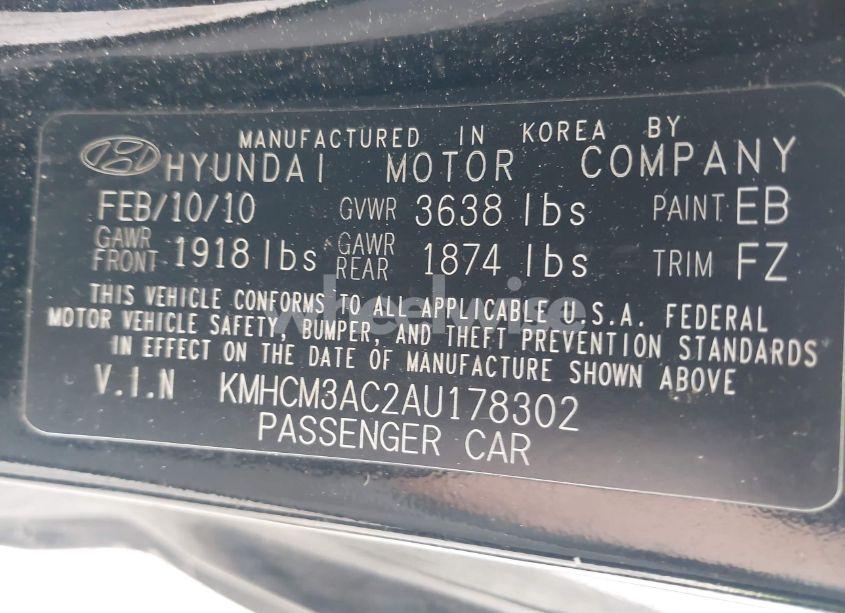 MANUFACTURED IN KOREA BY
HYUNDAI MOTOR COMPANY
FEB/10/10 GVWR 3638 lbs PAINT EB
GAWR FRONT 1918 lbs GAWR REAR 1874 lbs TRIM FZ
THIS VEHICLE CONFORMS TO ALL APPLICABLE U.S.A. FEDERAL
MOTOR VEHICLE SAFETY, BUMPER, AND THEFT PREVENTION STANDARDS
IN EFFECT ON THE DATE OF MANUFACTURE SHOWN ABOVE
V.I.N KMHCM3AC2AU178302
PASSENGER CAR
wheelwise